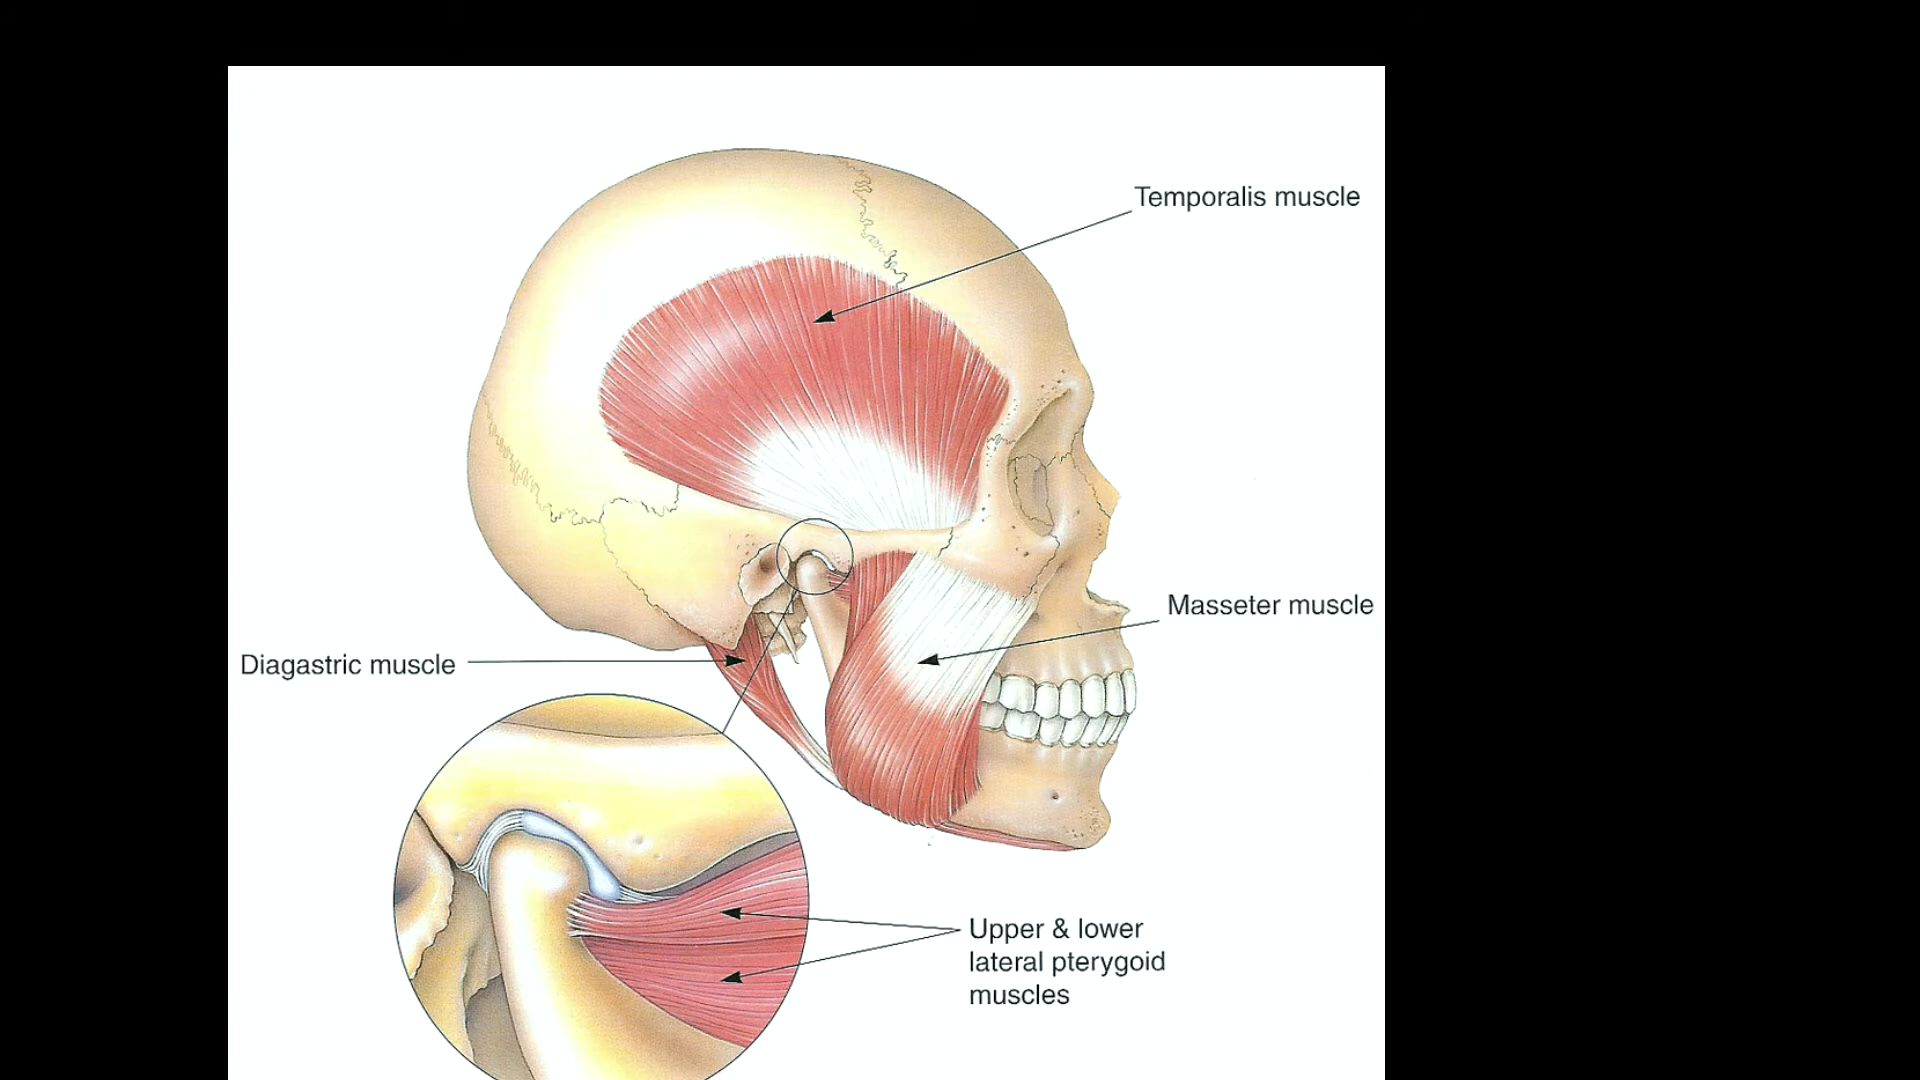 Temporalis muscle
Masseter muscle
Diagastric muscle
Upper & lower
lateral pterygoid
muscles